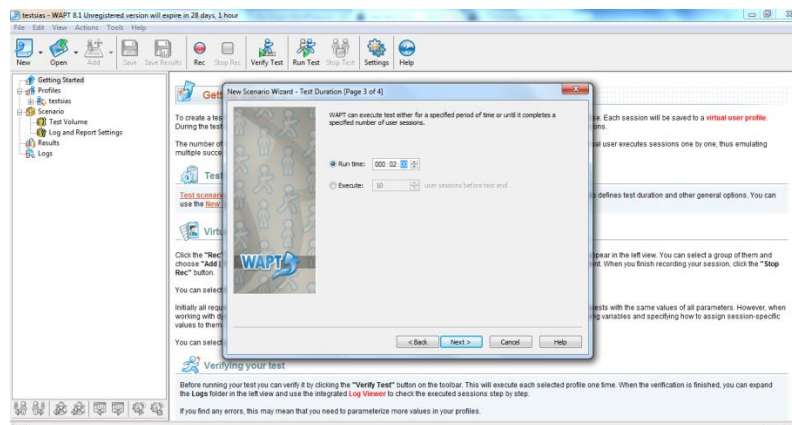 testsias - WAPT 8.1 Unregistered version will expire in 28 days, 1 hour
File Edit View Actions Tools Help
New Open Add Save Save Results Rec Stop Rec Verify Test Run Test Stop Test Settings Help
Getting Started
Profiles
testsias
Scenario
Test Volume
Log and Report Settings
Results
Logs
Gett
To create a tes
During the test
The number of
multiple succe
Test
Test scenari
use the New
Virtu
Click the "Rec"
choose "Add |
Rec" button.
You can select
Initially all requ
working with dy
values to them
You can select
New Scenario Wizard - Test Duration [Page 3 of 4]
WAPT can execute test either for a specified period of time or until it completes a
specified number of user sessions.
Run time: 000:02:00
Execute: 10 user sessions before test end
WAPT
< Back Next > Cancel Help
se. Each session will be saved to a virtual user profile.
ons.
al user executes sessions one by one, thus emulating
s defines test duration and other general options. You can
ppear in the left view. You can select a group of them and
nt. When you finish recording your session, click the "Stop
ests with the same values of all parameters. However, when
ng variables and specifying how to assign session-specific
Verifying your test
Before running your test you can verify it by clicking the "Verify Test" button on the toolbar. This will execute each selected profile one time. When the verification is finished, you can expand
the Logs folder in the left view and use the integrated Log Viewer to check the executed sessions step by step.
If you find any errors, this may mean that you need to parameterize more values in your profiles.